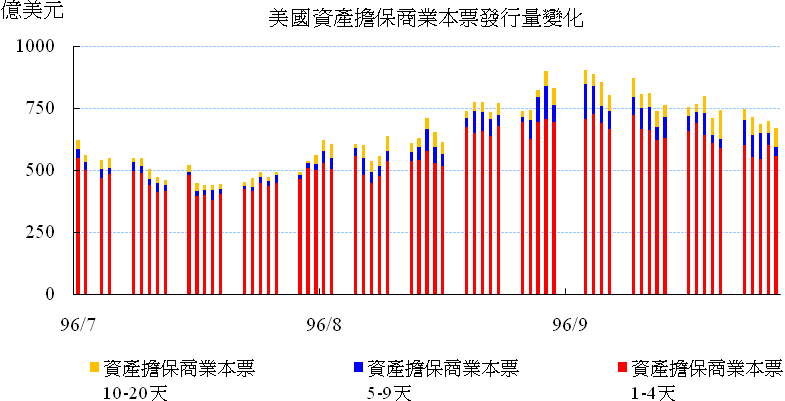 億美元
美國資產擔保商業本票發行量變化
1000
750
500
250
0
96/7
96/8
96/9
資產擔保商業本票
10-20天
資產擔保商業本票
5-9天
資產擔保商業本票
1-4天